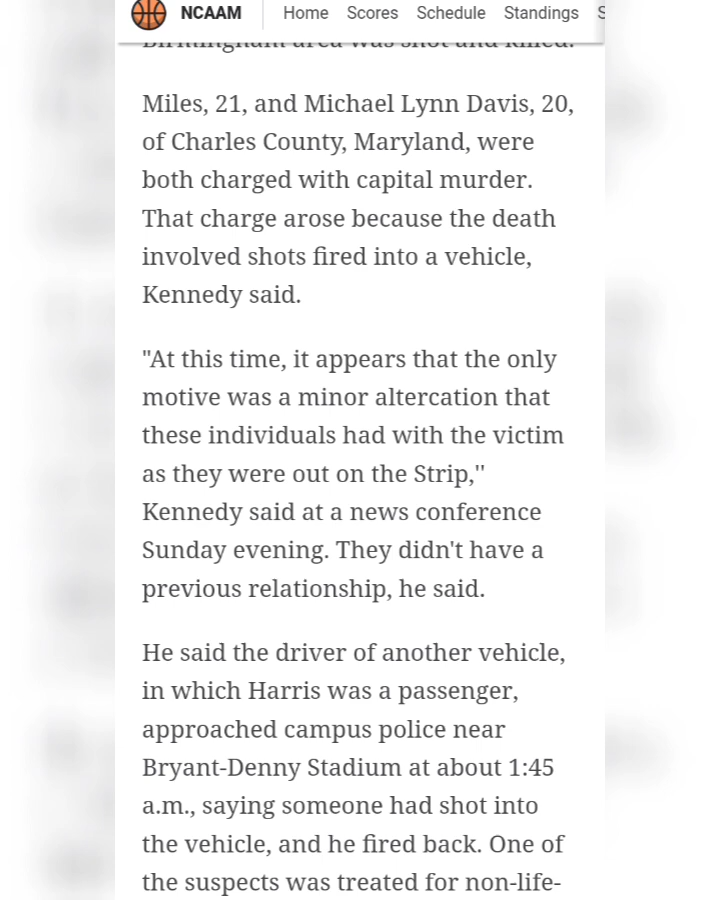 NCAAM Home Scores Schedule Standings S
Birmingham area was shot and killed.
Miles, 21, and Michael Lynn Davis, 20,
of Charles County, Maryland, were
both charged with capital murder.
That charge arose because the death
involved shots fired into a vehicle,
Kennedy said.
"At this time, it appears that the only
motive was a minor altercation that
these individuals had with the victim
as they were out on the Strip,''
Kennedy said at a news conference
Sunday evening. They didn't have a
previous relationship, he said.
He said the driver of another vehicle,
in which Harris was a passenger,
approached campus police near
Bryant-Denny Stadium at about 1:45
a.m., saying someone had shot into
the vehicle, and he fired back. One of
the suspects was treated for non-life-